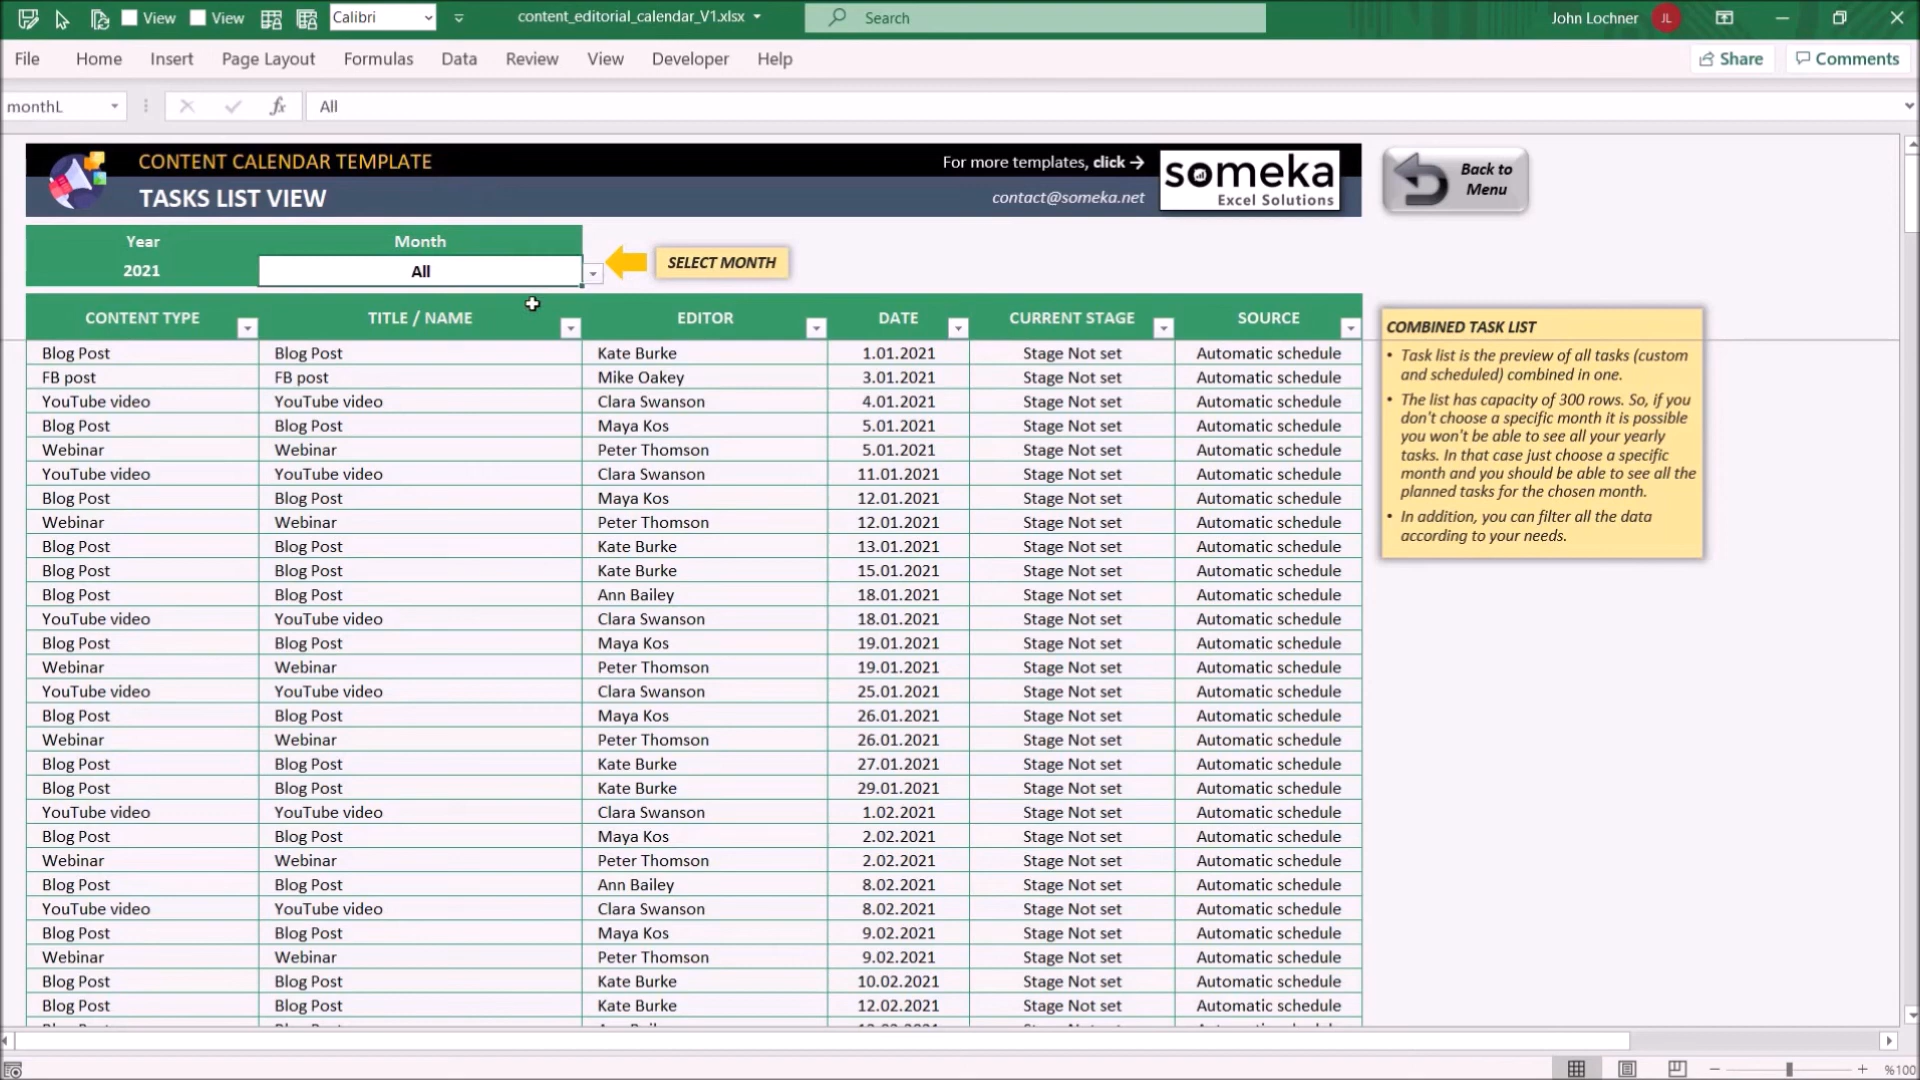 View View Calibri content_editorial_calendar_V1.xlsx Search John Lochner JL
File Home Insert Page Layout Formulas Data Review View Developer Help Share Comments
monthL fx All
CONTENT CALENDAR TEMPLATE
TASKS LIST VIEW
For more templates, click →
contact@someka.net
someka
Excel Solutions
Back to
Menu
Year Month
2021 All
SELECT MONTH
CONTENT TYPE TITLE / NAME EDITOR DATE CURRENT STAGE SOURCE
Blog Post Blog Post Kate Burke 1.01.2021 Stage Not set Automatic schedule
FB post FB post Mike Oakey 3.01.2021 Stage Not set Automatic schedule
YouTube video YouTube video Clara Swanson 4.01.2021 Stage Not set Automatic schedule
Blog Post Blog Post Maya Kos 5.01.2021 Stage Not set Automatic schedule
Webinar Webinar Peter Thomson 5.01.2021 Stage Not set Automatic schedule
YouTube video YouTube video Clara Swanson 11.01.2021 Stage Not set Automatic schedule
Blog Post Blog Post Maya Kos 12.01.2021 Stage Not set Automatic schedule
Webinar Webinar Peter Thomson 12.01.2021 Stage Not set Automatic schedule
Blog Post Blog Post Kate Burke 13.01.2021 Stage Not set Automatic schedule
Blog Post Blog Post Kate Burke 15.01.2021 Stage Not set Automatic schedule
Blog Post Blog Post Ann Bailey 18.01.2021 Stage Not set Automatic schedule
YouTube video YouTube video Clara Swanson 18.01.2021 Stage Not set Automatic schedule
Blog Post Blog Post Maya Kos 19.01.2021 Stage Not set Automatic schedule
Webinar Webinar Peter Thomson 19.01.2021 Stage Not set Automatic schedule
YouTube video YouTube video Clara Swanson 25.01.2021 Stage Not set Automatic schedule
Blog Post Blog Post Maya Kos 26.01.2021 Stage Not set Automatic schedule
Webinar Webinar Peter Thomson 26.01.2021 Stage Not set Automatic schedule
Blog Post Blog Post Kate Burke 27.01.2021 Stage Not set Automatic schedule
Blog Post Blog Post Kate Burke 29.01.2021 Stage Not set Automatic schedule
YouTube video YouTube video Clara Swanson 1.02.2021 Stage Not set Automatic schedule
Blog Post Blog Post Maya Kos 2.02.2021 Stage Not set Automatic schedule
Webinar Webinar Peter Thomson 2.02.2021 Stage Not set Automatic schedule
Blog Post Blog Post Ann Bailey 8.02.2021 Stage Not set Automatic schedule
YouTube video YouTube video Clara Swanson 8.02.2021 Stage Not set Automatic schedule
Blog Post Blog Post Maya Kos 9.02.2021 Stage Not set Automatic schedule
Webinar Webinar Peter Thomson 9.02.2021 Stage Not set Automatic schedule
Blog Post Blog Post Kate Burke 10.02.2021 Stage Not set Automatic schedule
Blog Post Blog Post Kate Burke 12.02.2021 Stage Not set Automatic schedule
COMBINED TASK LIST
• Task list is the preview of all tasks (custom
and scheduled) combined in one.
• The list has capacity of 300 rows. So, if you
don't choose a specific month it is possible
you won't be able to see all your yearly
tasks. In that case just choose a specific
month and you should be able to see all the
planned tasks for the chosen month.
• In addition, you can filter all the data
according to your needs.
%100